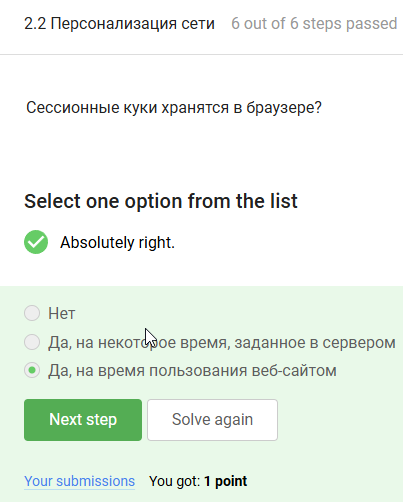 2.2 Персонализация сети 6 out of 6 steps passed
Сессионные куки хранятся в браузере?
Select one option from the list
Absolutely right.
Нет
Да, на некоторое время, заданное в сервером
Да, на время пользования веб-сайтом
Next step Solve again
Your submissions You got: 1 point